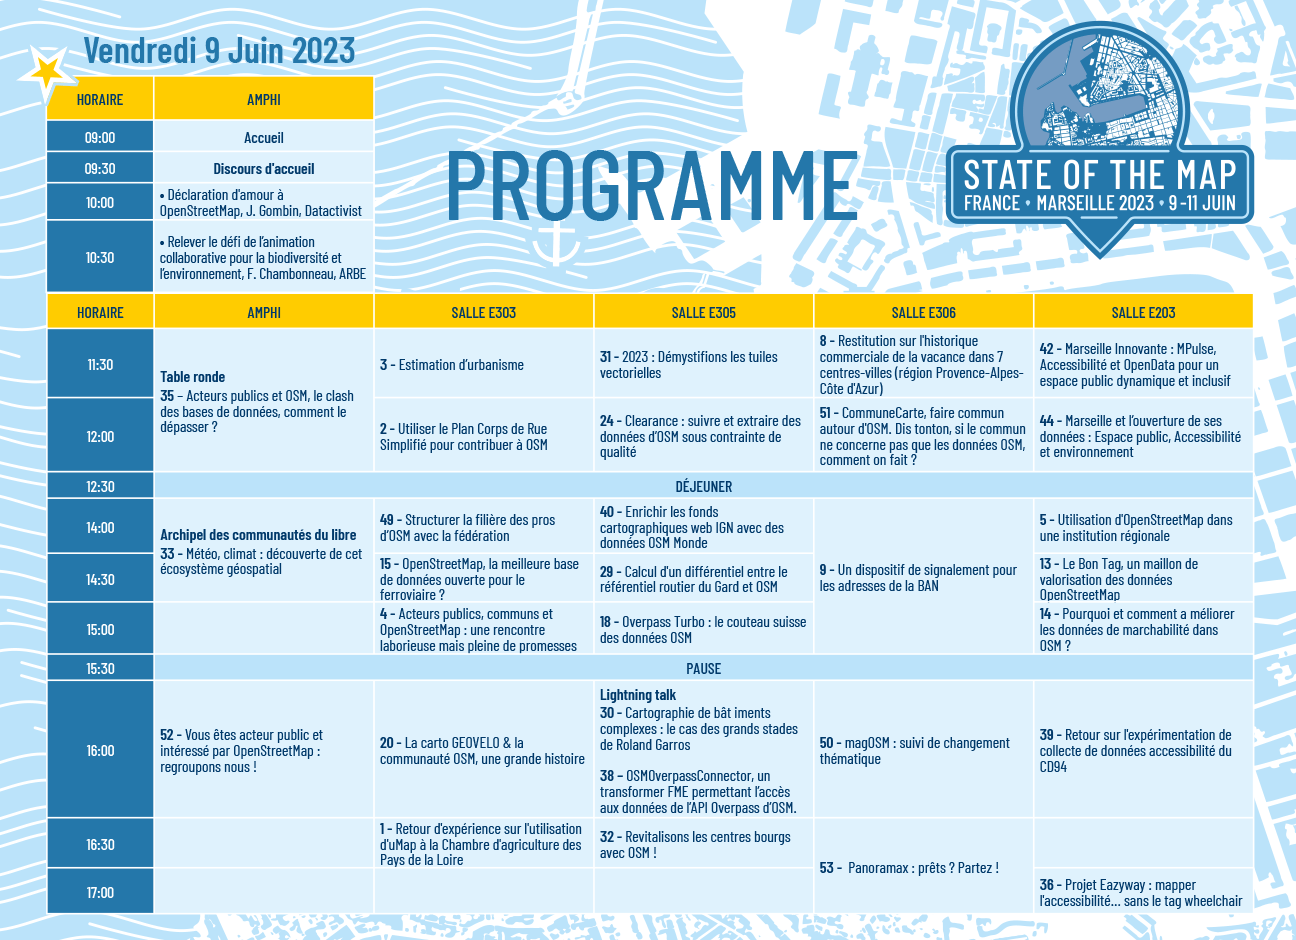 Vendredi 9 Juin 2023
HORAIRE
AMPHI
09:00
Accueil
09:30
Discours d'accueil
10:00
• Déclaration d'amour à
OpenStreetMap, J. Gombin, Datactivist
10:30
• Relever le défi de l'animation
collaborative pour la biodiversité et
l'environnement, F. Chambonneau, ARBE
PROGRAMME
STATE OF THE MAP
FRANCE • MARSEILLE 2023 • 9-11 JUIN
HORAIRE
AMPHI
SALLE E303
SALLE E305
SALLE E306
SALLE E203
11:30
Table ronde
35 – Acteurs publics et OSM, le clash
des bases de données, comment le
dépasser ?
3 - Estimation d'urbanisme
31 - 2023 : Démystifions les tuiles
vectorielles
8 - Restitution sur l'historique
commerciale de la vacance dans 7
centres-villes (région Provence-Alpes-
Côte d'Azur)
42 - Marseille Innovante : MPulse,
Accessibilité et OpenData pour un
espace public dynamique et inclusif
12:00
2 - Utiliser le Plan Corps de Rue
Simplifié pour contribuer à OSM
24 - Clearance : suivre et extraire des
données d'OSM sous contrainte de
qualité
51 - CommuneCarte, faire commun
autour d'OSM. Dis tonton, si le commun
ne concerne pas que les données OSM,
comment on fait ?
44 - Marseille et l'ouverture de ses
données : Espace public, Accessibilité
et environnement
12:30
DÉJEUNER
14:00
Archipel des communautés du libre
33 - Météo, climat : découverte de cet
écosystème géospatial
49 - Structurer la filière des pros
d'OSM avec la fédération
40 - Enrichir les fonds
cartographiques web IGN avec des
données OSM Monde
9 - Un dispositif de signalement pour
les adresses de la BAN
5 - Utilisation d'OpenStreetMap dans
une institution régionale
14:30
15 - OpenStreetMap, la meilleure base
de données ouverte pour le
ferroviaire ?
29 - Calcul d'un différentiel entre le
référentiel routier du Gard et OSM
13 - Le Bon Tag, un maillon de
valorisation des données
OpenStreetMap
15:00
4 - Acteurs publics, communs et
OpenStreetMap : une rencontre
laborieuse mais pleine de promesses
18 - Overpass Turbo : le couteau suisse
des données OSM
14 - Pourquoi et comment a méliorer
les données de marchabilité dans
OSM ?
15:30
PAUSE
16:00
52 - Vous êtes acteur public et
intéressé par OpenStreetMap :
regroupons nous !
20 - La carto GEOVELO & la
communauté OSM, une grande histoire
Lightning talk
30 - Cartographie de bât iments
complexes : le cas des grands stades
de Roland Garros
38 – OSMOverpassConnector, un
transformer FME permettant l'accès
aux données de l'API Overpass d'OSM.
50 - magOSM : suivi de changement
thématique
39 - Retour sur l'expérimentation de
collecte de données accessibilité du
CD94
16:30
1 - Retour d'expérience sur l'utilisation
d'uMap à la Chambre d'agriculture des
Pays de la Loire
32 - Revitalisons les centres bourgs
avec OSM !
53 - Panoramax : prêts ? Partez !
17:00
36 - Projet Eazyway : mapper
l'accessibilité... sans le tag wheelchair